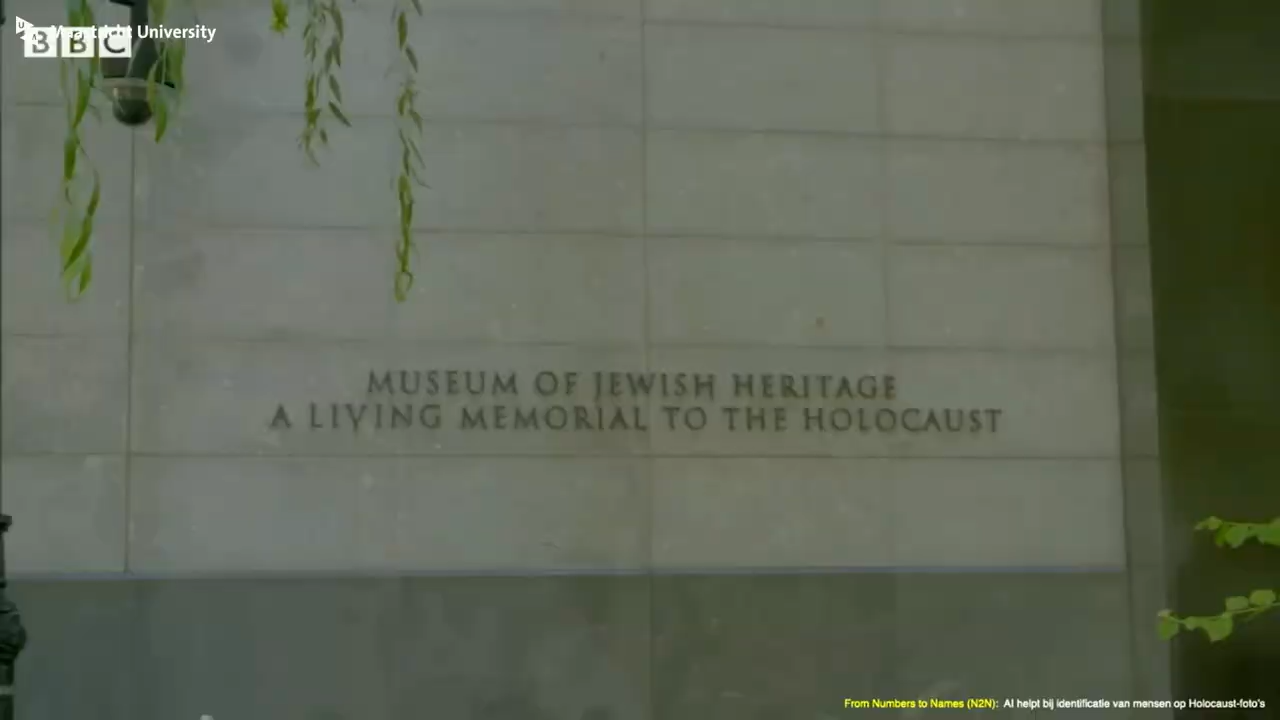 Maastricht University
BBC
MUSEUM OF JEWISH HERITAGE
A LIVING MEMORIAL TO THE HOLOCAUST
From Numbers to Names (N2N): AI helpt bij identificatie van mensen op Holocaust-foto's